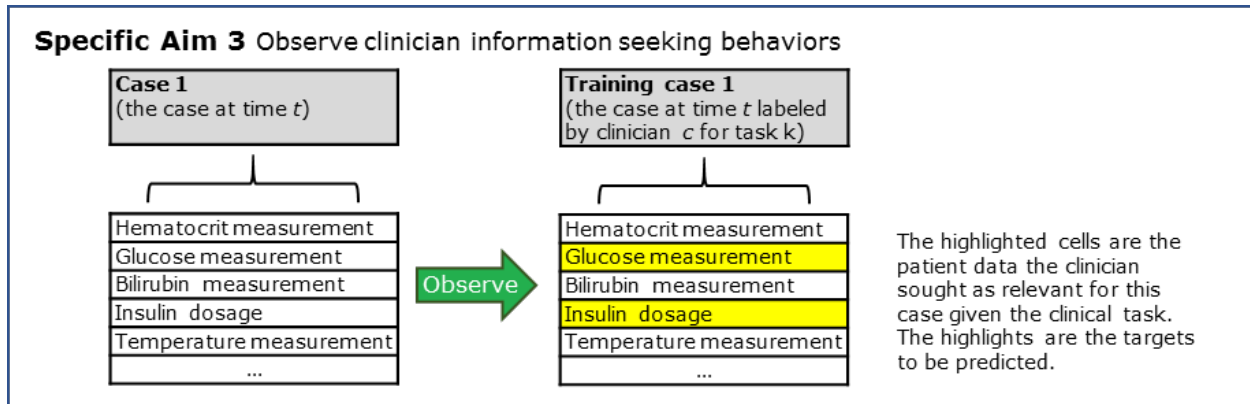 Specific Aim 3 Observe clinician information seeking behaviors
Case 1
(the case at time t)
Training case 1
(the case at time t labeled
by clinician c for task k)
Hematocrit measurement
Glucose measurement
Bilirubin measurement
Insulin dosage
Temperature measurement
...
Observe
Hematocrit measurement
Glucose measurement
Bilirubin measurement
Insulin dosage
Temperature measurement
...
The highlighted cells are the
patient data the clinician
sought as relevant for this
case given the clinical task.
The highlights are the targets
to be predicted.